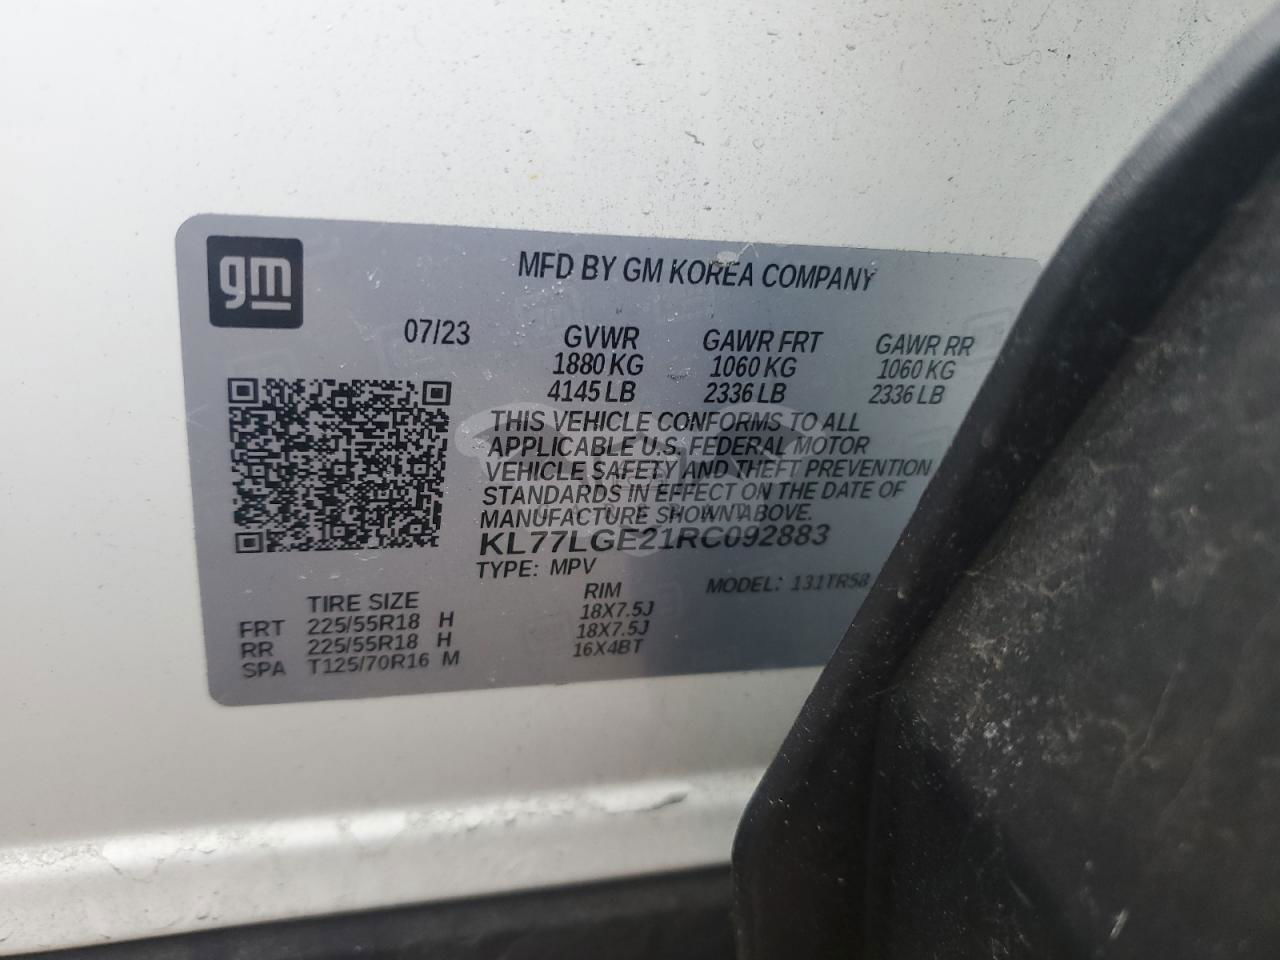 gm
MFD BY GM KOREA COMPANY
07/23 GVWR GAWR FRT GAWR RR
1880 KG 1060 KG 1060 KG
4145 LB 2336 LB 2336 LB
THIS VEHICLE CONFORMS TO ALL
APPLICABLE U.S. FEDERAL MOTOR
VEHICLE SAFETY AND THEFT PREVENTION
STANDARDS IN EFFECT ON THE DATE OF
MANUFACTURE SHOWN ABOVE.
KL77LGE21RC092883
TYPE: MPV MODEL: 131TR58
TIRE SIZE RIM
FRT 225/55R18 H 18X7.5J
RR 225/55R18 H 18X7.5J
SPA T125/70R16 M 16X4BT